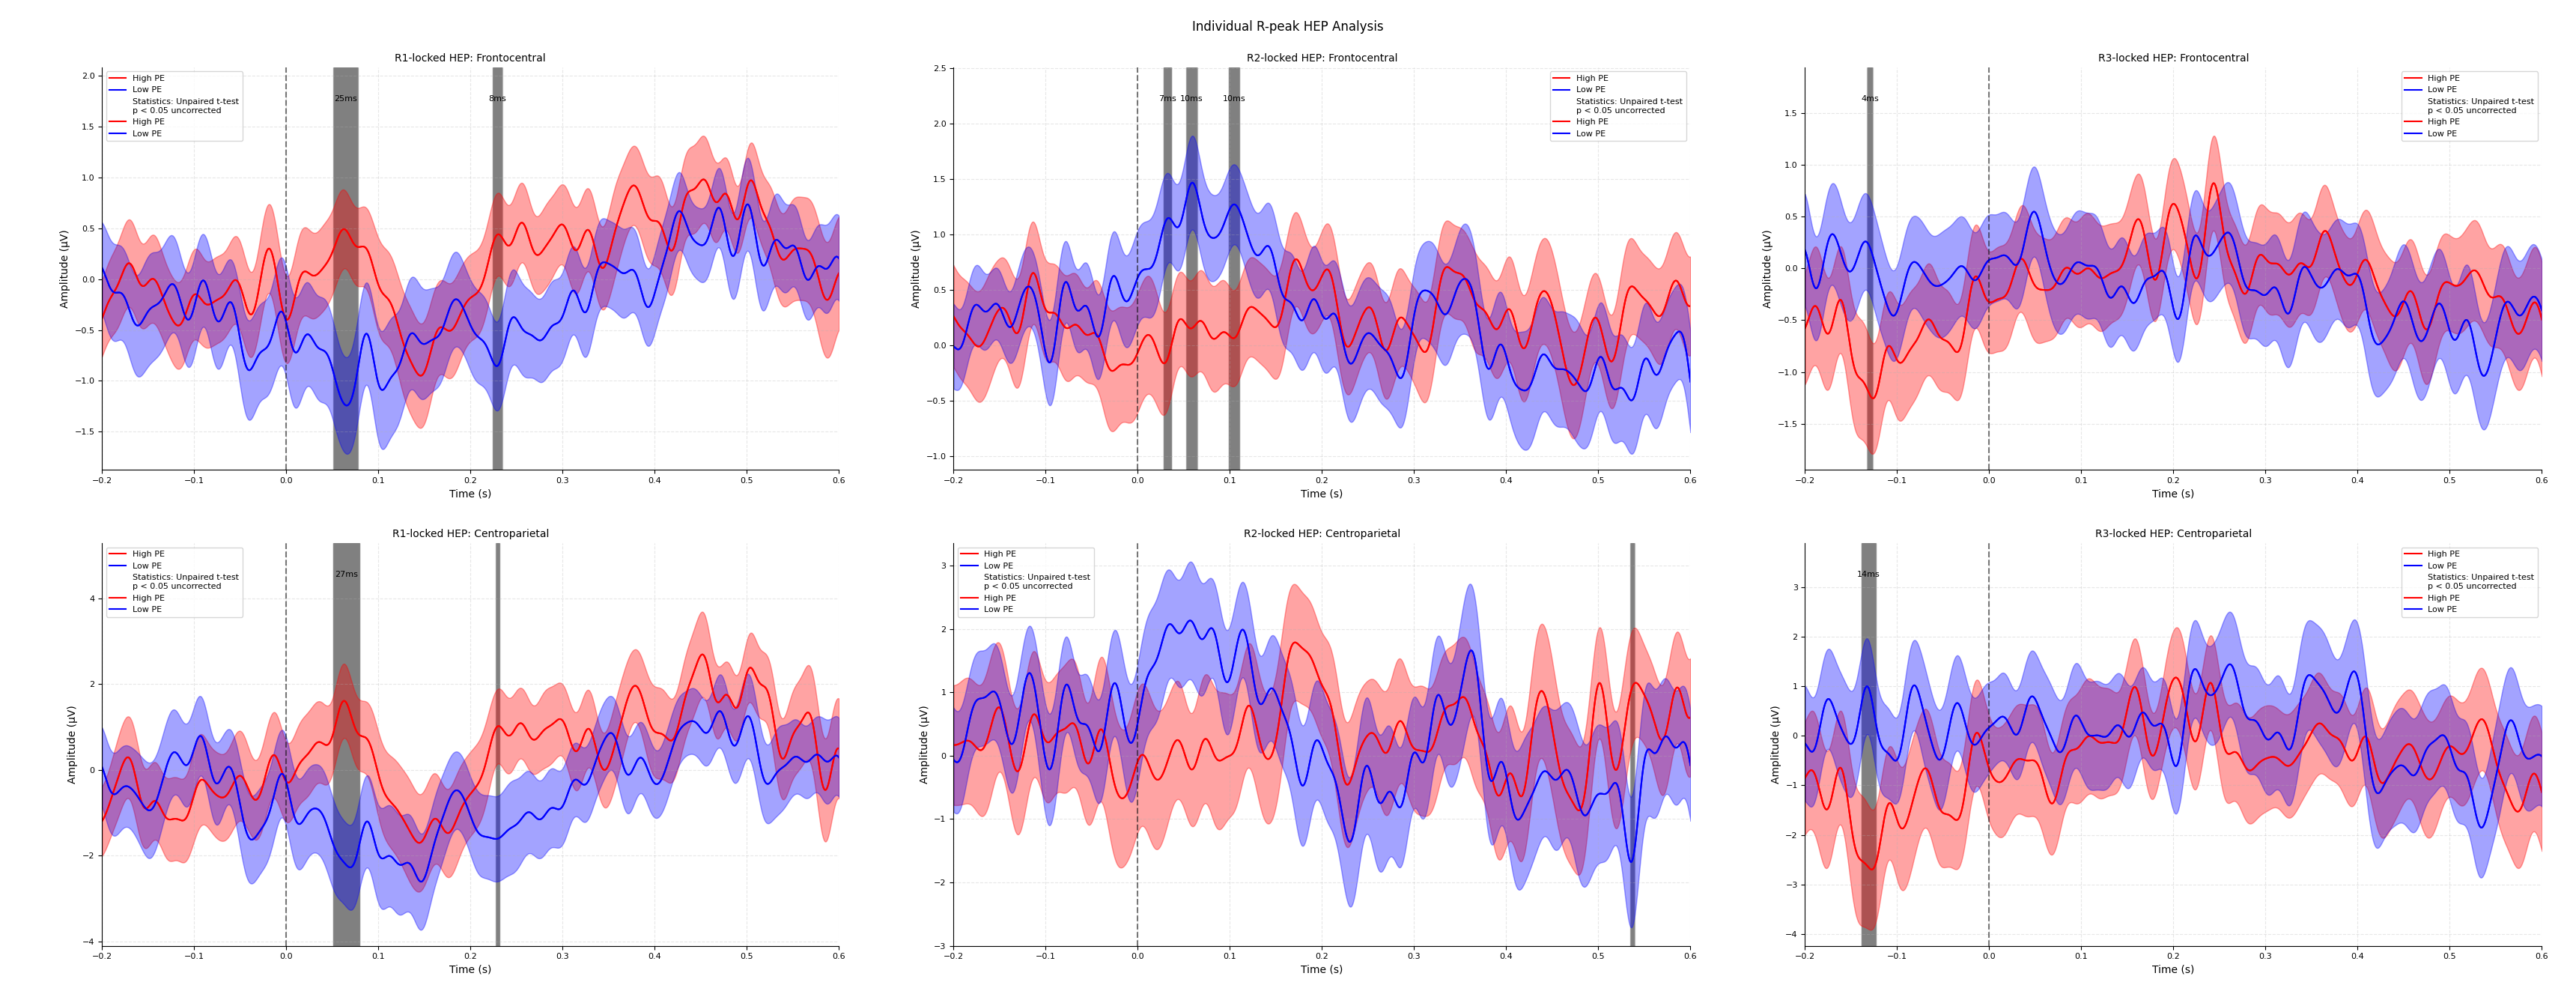 Individual R-peak HEP Analysis
R1-locked HEP: Frontocentral
High PE
Low PE
Statistics: Unpaired t-test
p < 0.05 uncorrected
High PE
Low PE
25ms
8ms
2.0
1.5
1.0
0.5
0.0
−0.5
−1.0
−1.5
Amplitude (μV)
−0.2 −0.1 0.0 0.1 0.2 0.3 0.4 0.5 0.6
Time (s)
R2-locked HEP: Frontocentral
High PE
Low PE
Statistics: Unpaired t-test
p < 0.05 uncorrected
High PE
Low PE
7ms 10ms 10ms
2.5
2.0
1.5
1.0
0.5
0.0
−0.5
−1.0
Amplitude (μV)
−0.2 −0.1 0.0 0.1 0.2 0.3 0.4 0.5 0.6
Time (s)
R3-locked HEP: Frontocentral
High PE
Low PE
Statistics: Unpaired t-test
p < 0.05 uncorrected
High PE
Low PE
4ms
1.5
1.0
0.5
0.0
−0.5
−1.0
−1.5
Amplitude (μV)
−0.2 −0.1 0.0 0.1 0.2 0.3 0.4 0.5 0.6
Time (s)
R1-locked HEP: Centroparietal
High PE
Low PE
Statistics: Unpaired t-test
p < 0.05 uncorrected
High PE
Low PE
27ms
4
2
0
−2
−4
Amplitude (μV)
−0.2 −0.1 0.0 0.1 0.2 0.3 0.4 0.5 0.6
Time (s)
R2-locked HEP: Centroparietal
High PE
Low PE
Statistics: Unpaired t-test
p < 0.05 uncorrected
High PE
Low PE
3
2
1
0
−1
−2
−3
Amplitude (μV)
−0.2 −0.1 0.0 0.1 0.2 0.3 0.4 0.5 0.6
Time (s)
R3-locked HEP: Centroparietal
High PE
Low PE
Statistics: Unpaired t-test
p < 0.05 uncorrected
High PE
Low PE
14ms
3
2
1
0
−1
−2
−3
−4
Amplitude (μV)
−0.2 −0.1 0.0 0.1 0.2 0.3 0.4 0.5 0.6
Time (s)